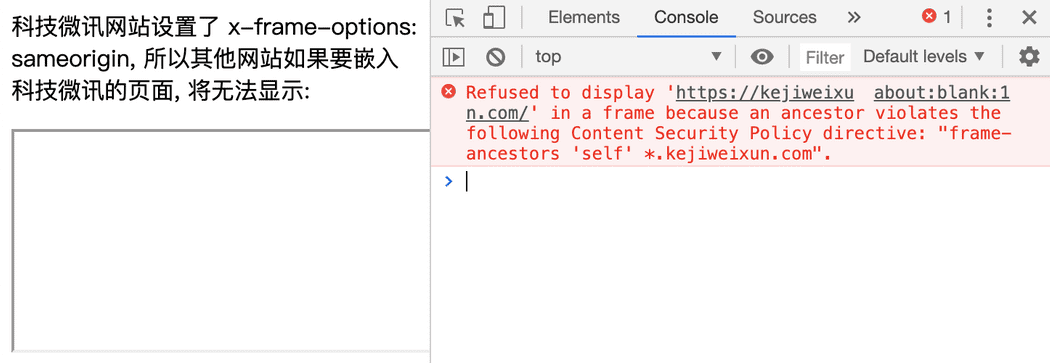 科技微讯网站设置了 x-frame-options:
sameorigin, 所以其他网站如果要嵌入
科技微讯的页面, 将无法显示:
Elements Console Sources » 1
top Filter Default levels ▼
Refused to display 'https://kejiweixu about:blank:1
n.com/' in a frame because an ancestor violates the
following Content Security Policy directive: "frame-
ancestors 'self' *.kejiweixun.com".